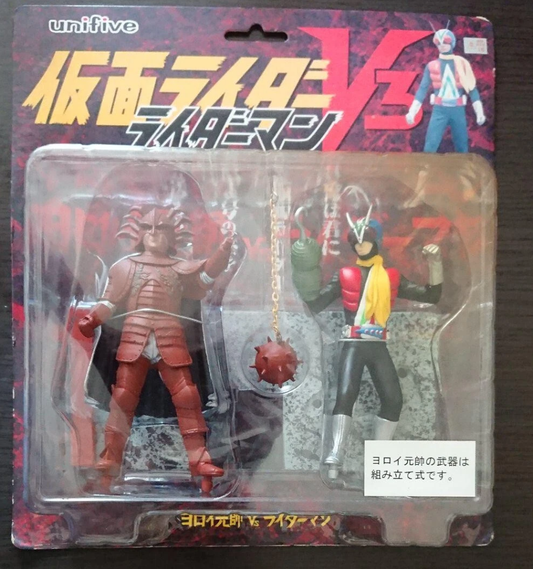 unifive
仮面ライダーV3
ライダーマン
ヨロイ元帥の武器は
組み立て式です。
ヨロイ元帥 Vs ライダーマン